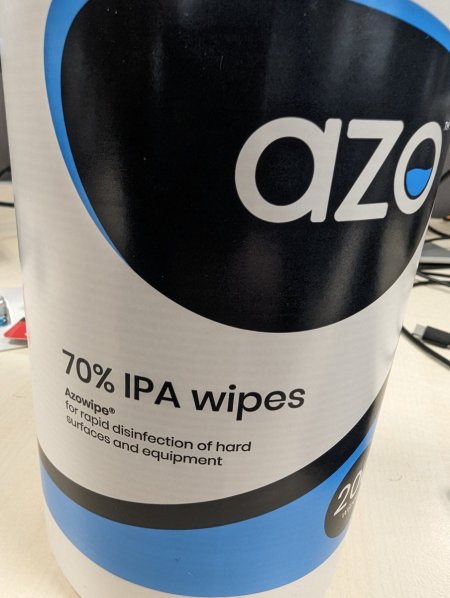 azo
70% IPA wipes
Azowipe®
for rapid disinfection of hard
surfaces and equipment